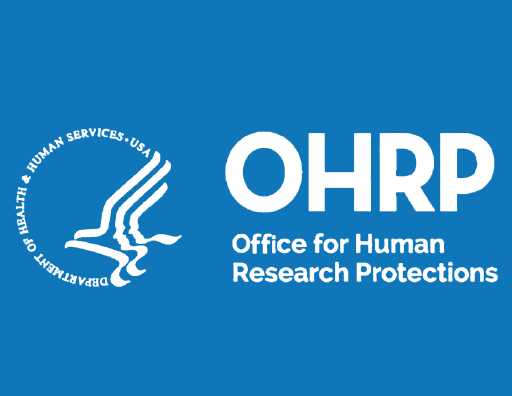 DEPARTMENT OF HEALTH & HUMAN SERVICES • USA
OHRP
Office for Human
Research Protections